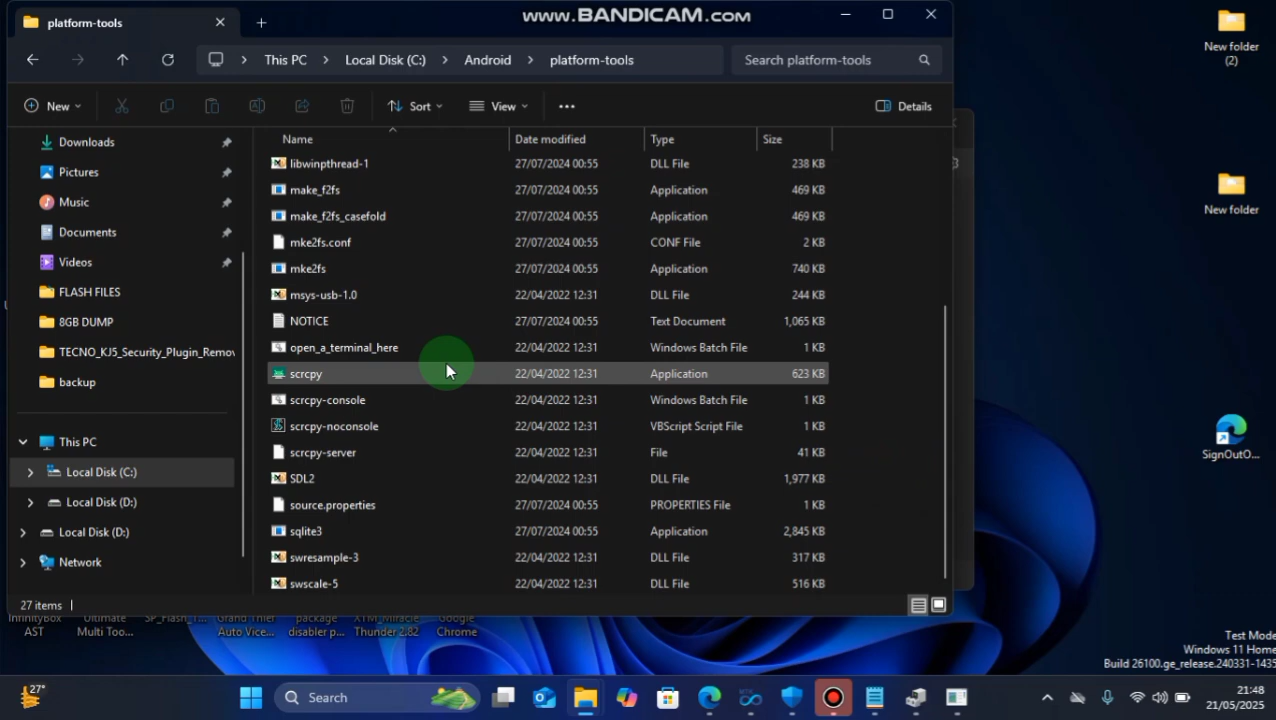 platform-tools
www.BANDICAM.com
This PC
Local Disk (C:)
Android
platform-tools
Search platform-tools
New
Sort
View
Details
Name
Date modified
Type
Size
Downloads
Pictures
Music
Documents
Videos
FLASH FILES
8GB DUMP
TECNO_KJ5_Security_Plugin_Remov
backup
This PC
Local Disk (C:)
Local Disk (D:)
Local Disk (D:)
Network
libwinpthread-1 27/07/2024 00:55 DLL File 238 KB
make_f2fs 27/07/2024 00:55 Application 469 KB
make_f2fs_casefold 27/07/2024 00:55 Application 469 KB
mke2fs.conf 27/07/2024 00:55 CONF File 2 KB
mke2fs 27/07/2024 00:55 Application 740 KB
msys-usb-1.0 22/04/2022 12:31 DLL File 244 KB
NOTICE 27/07/2024 00:55 Text Document 1,065 KB
open_a_terminal_here 22/04/2022 12:31 Windows Batch File 1 KB
scrcpy 22/04/2022 12:31 Application 623 KB
scrcpy-console 22/04/2022 12:31 Windows Batch File 1 KB
scrcpy-noconsole 22/04/2022 12:31 VBScript Script File 1 KB
scrcpy-server 22/04/2022 12:31 File 41 KB
SDL2 22/04/2022 12:31 DLL File 1,977 KB
source.properties 27/07/2024 00:55 PROPERTIES File 1 KB
sqlite3 27/07/2024 00:55 Application 2,845 KB
swresample-3 22/04/2022 12:31 DLL File 317 KB
swscale-5 22/04/2022 12:31 DLL File 516 KB
27 items
New folder
(2)
New folder
SignOutO...
InfinityBox
AST
Ultimate
Multi Too...
SP_Flash_T...
Grand Thief
Auto Vice...
package
disabler p...
XTM_Miracle
Thunder 2.82
Google
Chrome
Test Mode
Windows 11 Home
Build 26100.ge_release.240331-1435
27°
Search
21:48
21/05/2025